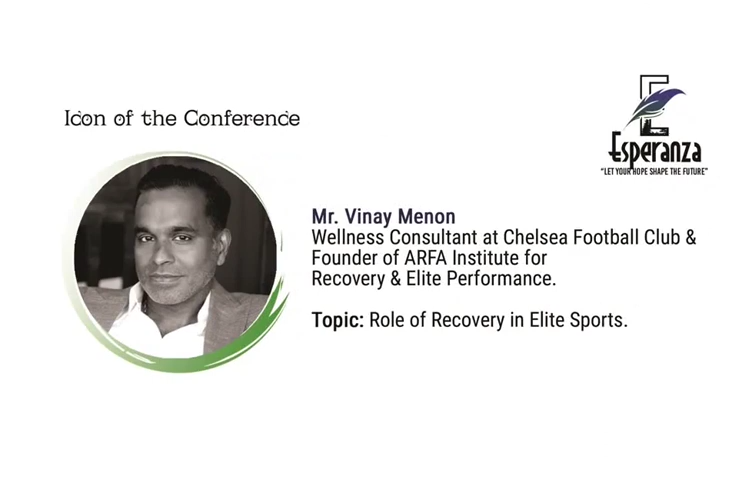 Icon of the Conference
E
Esperanza
"LET YOUR HOPE SHAPE THE FUTURE"
Mr. Vinay Menon
Wellness Consultant at Chelsea Football Club &
Founder of ARFA Institute for
Recovery & Elite Performance.
Topic: Role of Recovery in Elite Sports.